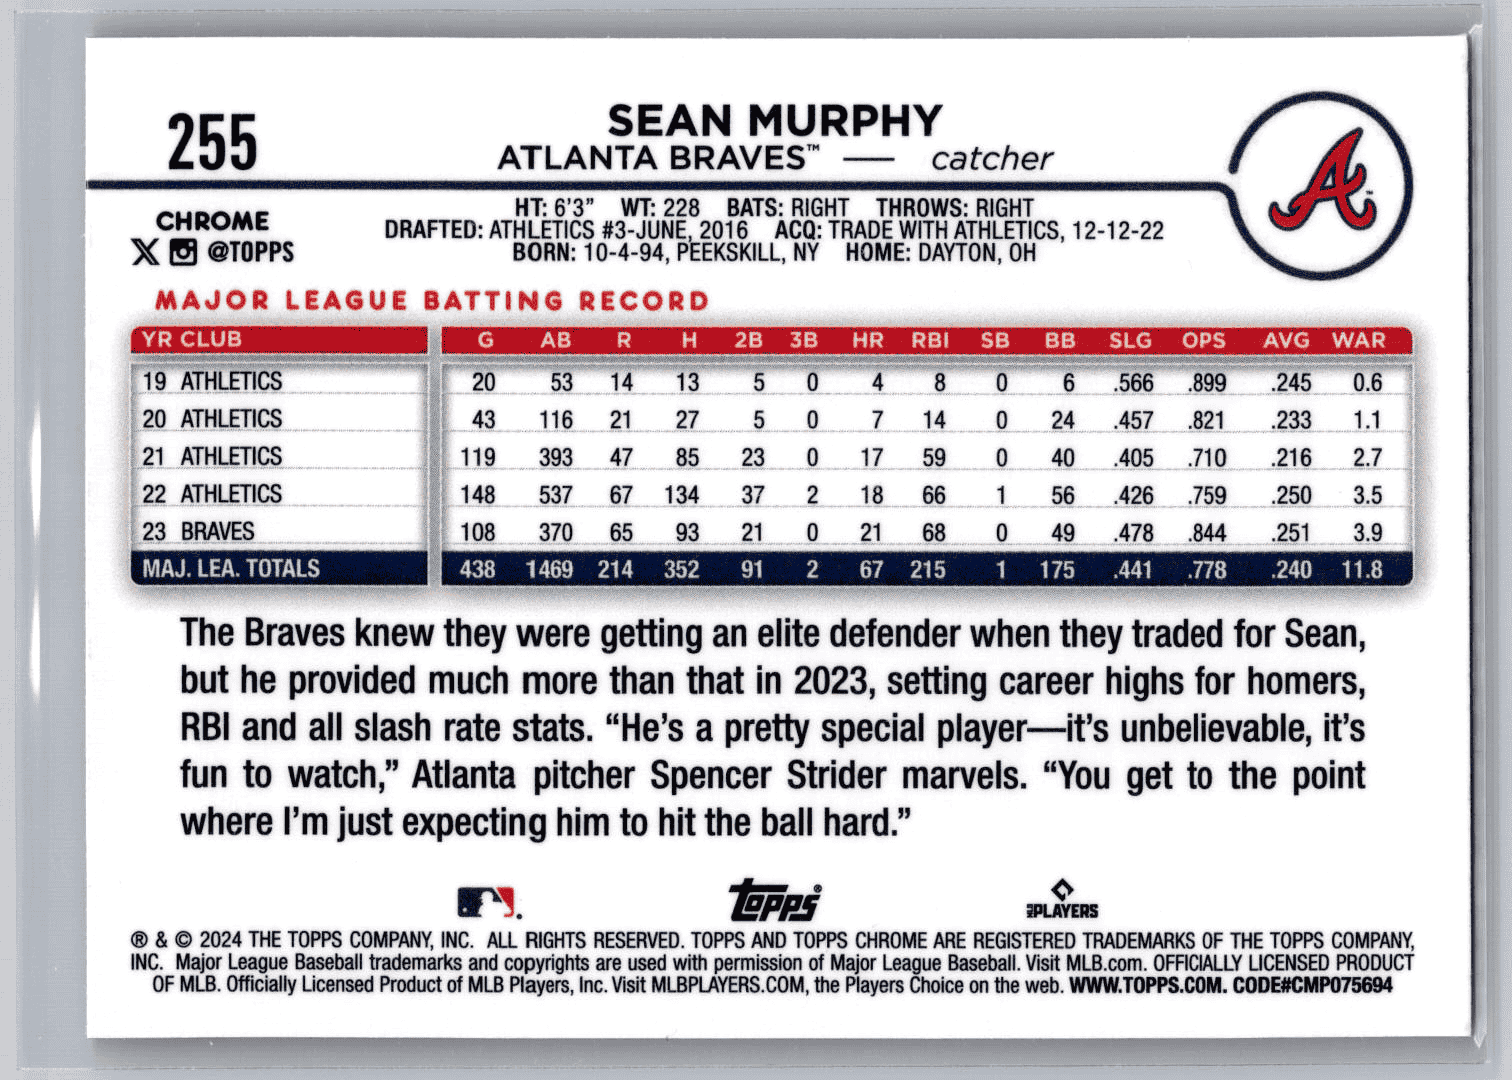 255
SEAN MURPHY
ATLANTA BRAVES™ — catcher
A
CHROME
@TOPPS
HT: 6'3" WT: 228 BATS: RIGHT THROWS: RIGHT
DRAFTED: ATHLETICS #3-JUNE, 2016 ACQ: TRADE WITH ATHLETICS, 12-12-22
BORN: 10-4-94, PEEKSKILL, NY HOME: DAYTON, OH
MAJOR LEAGUE BATTING RECORD
YR CLUB G AB R H 2B 3B HR RBI SB BB SLG OPS AVG WAR
19 ATHLETICS 20 53 14 13 5 0 4 8 0 6 .566 .899 .245 0.6
20 ATHLETICS 43 116 21 27 5 0 7 14 0 24 .457 .821 .233 1.1
21 ATHLETICS 119 393 47 85 23 0 17 59 0 40 .405 .710 .216 2.7
22 ATHLETICS 148 537 67 134 37 2 18 66 1 56 .426 .759 .250 3.5
23 BRAVES 108 370 65 93 21 0 21 68 0 49 .478 .844 .251 3.9
MAJ. LEA. TOTALS 438 1469 214 352 91 2 67 215 1 175 .441 .778 .240 11.8
The Braves knew they were getting an elite defender when they traded for Sean,
but he provided much more than that in 2023, setting career highs for homers,
RBI and all slash rate stats. “He’s a pretty special player—it’s unbelievable, it’s
fun to watch,” Atlanta pitcher Spencer Strider marvels. “You get to the point
where I’m just expecting him to hit the ball hard.”
topps®
MLB PLAYERS
® & © 2024 THE TOPPS COMPANY, INC. ALL RIGHTS RESERVED. TOPPS AND TOPPS CHROME ARE REGISTERED TRADEMARKS OF THE TOPPS COMPANY,
INC. Major League Baseball trademarks and copyrights are used with permission of Major League Baseball. Visit MLB.com. OFFICIALLY LICENSED PRODUCT
OF MLB. Officially Licensed Product of MLB Players, Inc. Visit MLBPLAYERS.COM, the Players Choice on the web. WWW.TOPPS.COM. CODE#CMP075694